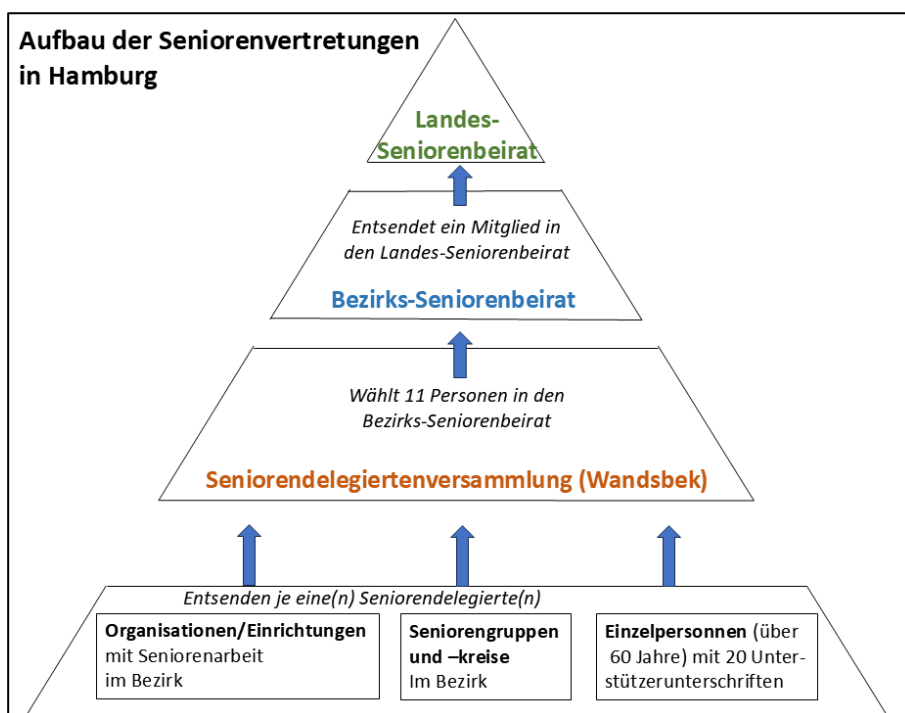 Aufbau der Seniorenvertretungen
in Hamburg
Landes-
Seniorenbeirat
Entsendet ein Mitglied in
den Landes-Seniorenbeirat
Bezirks-Seniorenbeirat
Wählt 11 Personen in den
Bezirks-Seniorenbeirat
Seniorendelegiertenversammlung (Wandsbek)
Entsenden je eine(n) Seniorendelegierte(n)
Organisationen/Einrichtungen
mit Seniorenarbeit
im Bezirk
Seniorengruppen
und –kreise
Im Bezirk
Einzelpersonnen (über
60 Jahre) mit 20 Unter-
stützerunterschriften